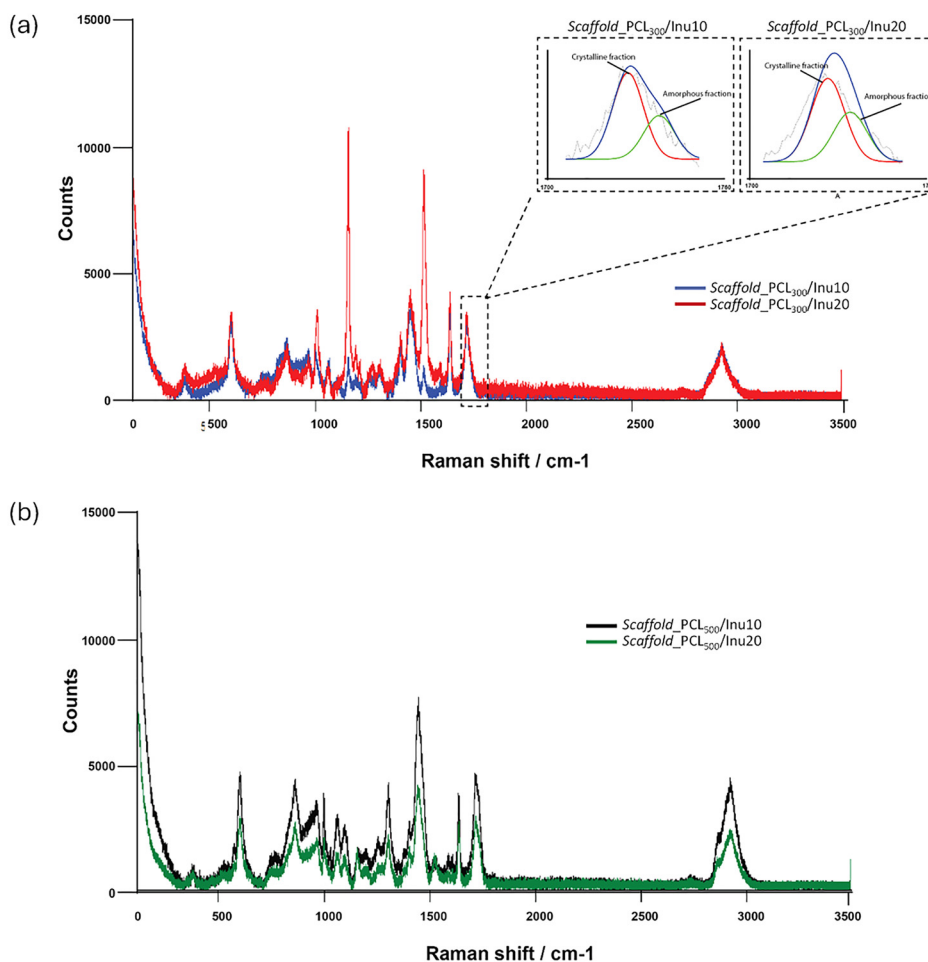 (a)
Scaffold_PCL300/Inu10
Scaffold_PCL300/Inu20
Crystalline fraction
Amorphous fraction
1700
1760
Crystalline fraction
Amorphous fraction
1700
15000
10000
5000
0
Counts
Scaffold_PCL300/Inu10
Scaffold_PCL300/Inu20
0
500
1000
1500
2000
2500
3000
3500
Raman shift / cm-1
(b)
15000
10000
5000
0
Counts
Scaffold_PCL500/Inu10
Scaffold_PCL500/Inu20
0
500
1000
1500
2000
2500
3000
3500
Raman shift / cm-1